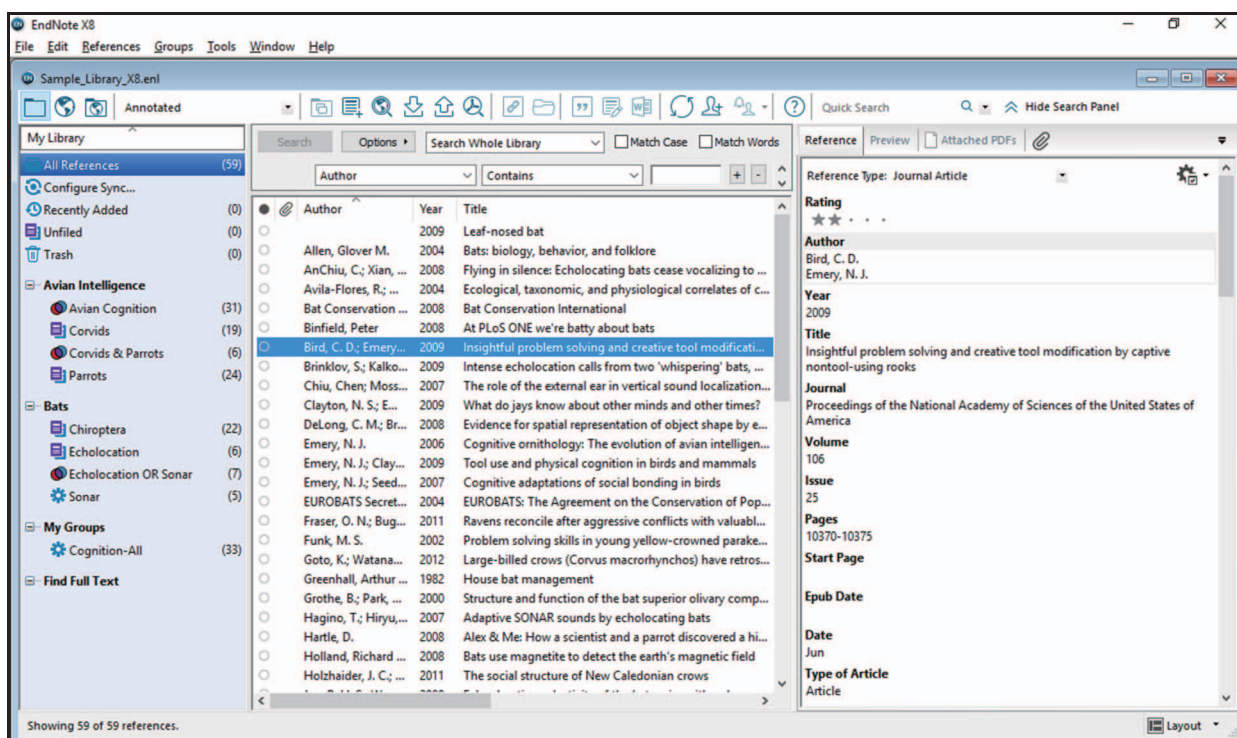 EndNote X8
File Edit References Groups Tools Window Help
Sample_Library_X8.enl
Annotated
Quick Search
Hide Search Panel
My Library
All References (59)
Configure Sync...
Recently Added (0)
Unfiled (0)
Trash (0)
Avian Intelligence
Avian Cognition (31)
Corvids (19)
Corvids & Parrots (6)
Parrots (24)
Bats
Chiroptera (22)
Echolocation (6)
Echolocation OR Sonar (7)
Sonar (5)
My Groups
Cognition-All (33)
Find Full Text
Search Options Search Whole Library Match Case Match Words
Author Contains + -
Author Year Title
2009 Leaf-nosed bat
Allen, Glover M. 2004 Bats: biology, behavior, and folklore
AnChiu, C.; Xian, ... 2008 Flying in silence: Echolocating bats cease vocalizing to ...
Avila-Flores, R.; ... 2004 Ecological, taxonomic, and physiological correlates of c...
Bat Conservation ... 2008 Bat Conservation International
Binfield, Peter 2008 At PLoS ONE we're batty about bats
Bird, C. D.; Emery... 2009 Insightful problem solving and creative tool modificati...
Brinklov, S.; Kalko... 2009 Intense echolocation calls from two 'whispering' bats, ...
Chiu, Chen; Moss... 2007 The role of the external ear in vertical sound localization...
Clayton, N. S.; E... 2009 What do jays know about other minds and other times?
DeLong, C. M.; Br... 2008 Evidence for spatial representation of object shape by e...
Emery, N. J. 2006 Cognitive ornithology: The evolution of avian intelligen...
Emery, N. J.; Clay... 2009 Tool use and physical cognition in birds and mammals
Emery, N. J.; Seed... 2007 Cognitive adaptations of social bonding in birds
EUROBATS Secret... 2004 EUROBATS: The Agreement on the Conservation of Pop...
Fraser, O. N.; Bug... 2011 Ravens reconcile after aggressive conflicts with valuabl...
Funk, M. S. 2002 Problem solving skills in young yellow-crowned parake...
Goto, K.; Watana... 2012 Large-billed crows (Corvus macrorhynchos) have retros...
Greenhall, Arthur ... 1982 House bat management
Grothe, B.; Park, ... 2000 Structure and function of the bat superior olivary comp...
Hagino, T.; Hiryu,... 2007 Adaptive SONAR sounds by echolocating bats
Hartle, D. 2008 Alex & Me: How a scientist and a parrot discovered a hi...
Holland, Richard ... 2008 Bats use magnetite to detect the earth's magnetic field
Holzhaider, J. C.; ... 2011 The social structure of New Caledonian crows
Reference Preview Attached PDFs
Reference Type: Journal Article
Rating
Author
Bird, C. D.
Emery, N. J.
Year
2009
Title
Insightful problem solving and creative tool modification by captive
nontool-using rooks
Journal
Proceedings of the National Academy of Sciences of the United States of
America
Volume
106
Issue
25
Pages
10370-10375
Start Page
Epub Date
Date
Jun
Type of Article
Article
Showing 59 of 59 references.
Layout